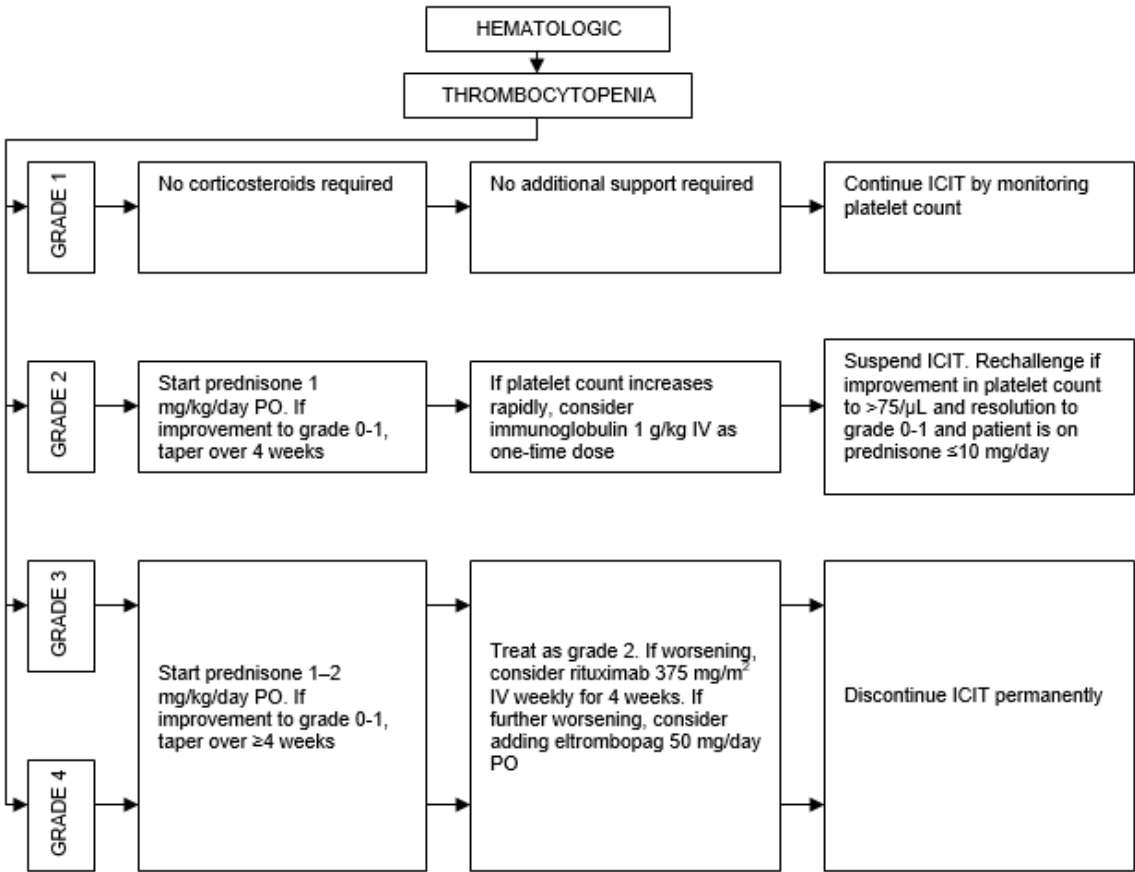 HEMATOLOGIC
THROMBOCYTOPENIA
GRADE 1
No corticosteroids required
No additional support required
Continue ICIT by monitoring
platelet count
GRADE 2
Start prednisone 1
mg/kg/day PO. If
improvement to grade 0-1,
taper over 4 weeks
If platelet count increases
rapidly, consider
immunoglobulin 1 g/kg IV as
one-time dose
Suspend ICIT. Rechallenge if
improvement in platelet count
to >75/µL and resolution to
grade 0-1 and patient is on
prednisone ≤10 mg/day
GRADE 3
GRADE 4
Start prednisone 1–2
mg/kg/day PO. If
improvement to grade 0-1,
taper over ≥4 weeks
Treat as grade 2. If worsening,
consider rituximab 375 mg/m²
IV weekly for 4 weeks. If
further worsening, consider
adding eltrombopag 50 mg/day
PO
Discontinue ICIT permanently